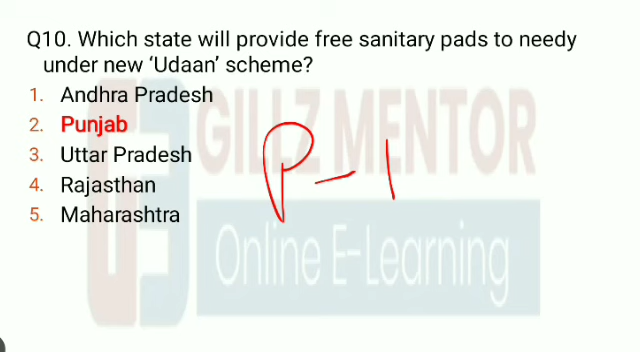 Q10. Which state will provide free sanitary pads to needy
under new ‘Udaan’ scheme?
1. Andhra Pradesh
2. Punjab
3. Uttar Pradesh
4. Rajasthan
5. Maharashtra
P-1
GILLZ MENTOR
Online E-Learning